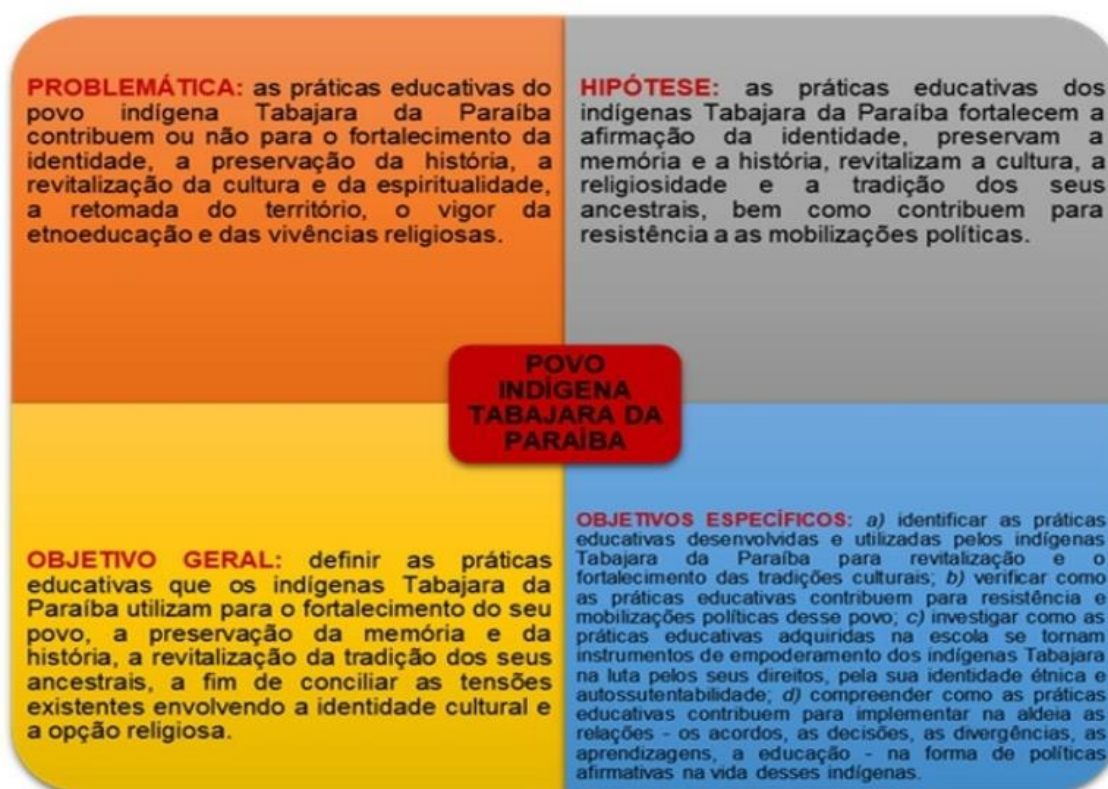 PROBLEMÁTICA: as práticas educativas do
povo indígena Tabajara da Paraíba
contribuem ou não para o fortalecimento da
identidade, a preservação da história, a
revitalização da cultura e da espiritualidade,
a retomada do território, o vigor da
etnoeducação e das vivências religiosas.
HIPÓTESE: as práticas educativas dos
indígenas Tabajara da Paraíba fortalecem a
afirmação da identidade, preservam a
memória e a história, revitalizam a cultura, a
religiosidade e a tradição dos seus
ancestrais, bem como contribuem para
resistência a as mobilizações políticas.
POVO
INDÍGENA
TABAJARA DA
PARAÍBA
OBJETIVO GERAL: definir as práticas
educativas que os indígenas Tabajara da
Paraíba utilizam para o fortalecimento do seu
povo, a preservação da memória e da
história, a revitalização da tradição dos seus
ancestrais, a fim de conciliar as tensões
existentes envolvendo a identidade cultural e
a opção religiosa.
OBJETIVOS ESPECÍFICOS: a) identificar as práticas
educativas desenvolvidas e utilizadas pelos indígenas
Tabajara da Paraíba para revitalização e o
fortalecimento das tradições culturais; b) verificar como
as práticas educativas contribuem para resistência e
mobilizações políticas desse povo; c) investigar como as
práticas educativas adquiridas na escola se tornam
instrumentos de empoderamento dos indígenas Tabajara
na luta pelos seus direitos, pela sua identidade étnica e
autossutentabilidade; d) compreender como as práticas
educativas contribuem para implementar na aldeia as
relações - os acordos, as decisões, as divergências, as
aprendizagens, a educação - na forma de políticas
afirmativas na vida desses indígenas.